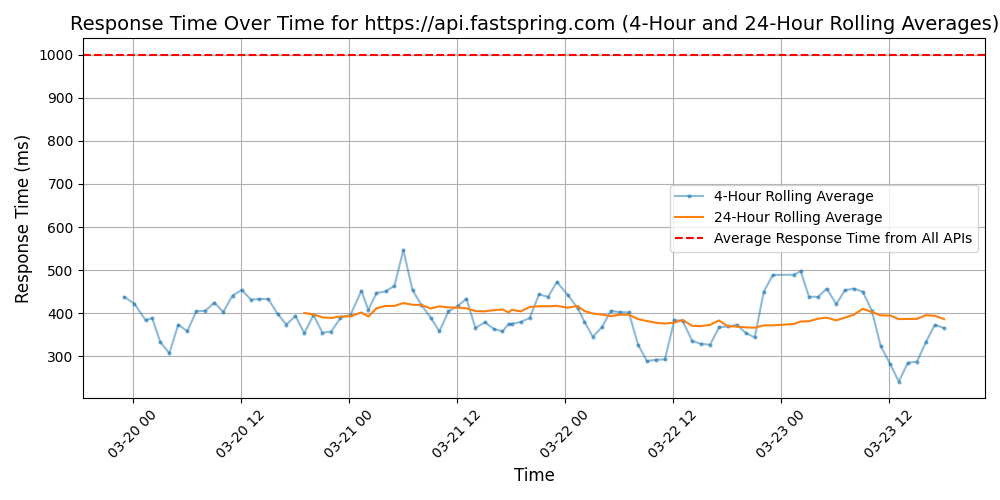 Response Time Over Time for https://api.fastspring.com (4-Hour and 24-Hour Rolling Averages)
Response Time (ms)
1000
900
800
700
600
500
400
300
4-Hour Rolling Average
24-Hour Rolling Average
Average Response Time from All APIs
03-20 00
03-20 12
03-21 00
03-21 12
03-22 00
03-22 12
03-23 00
03-23 12
Time